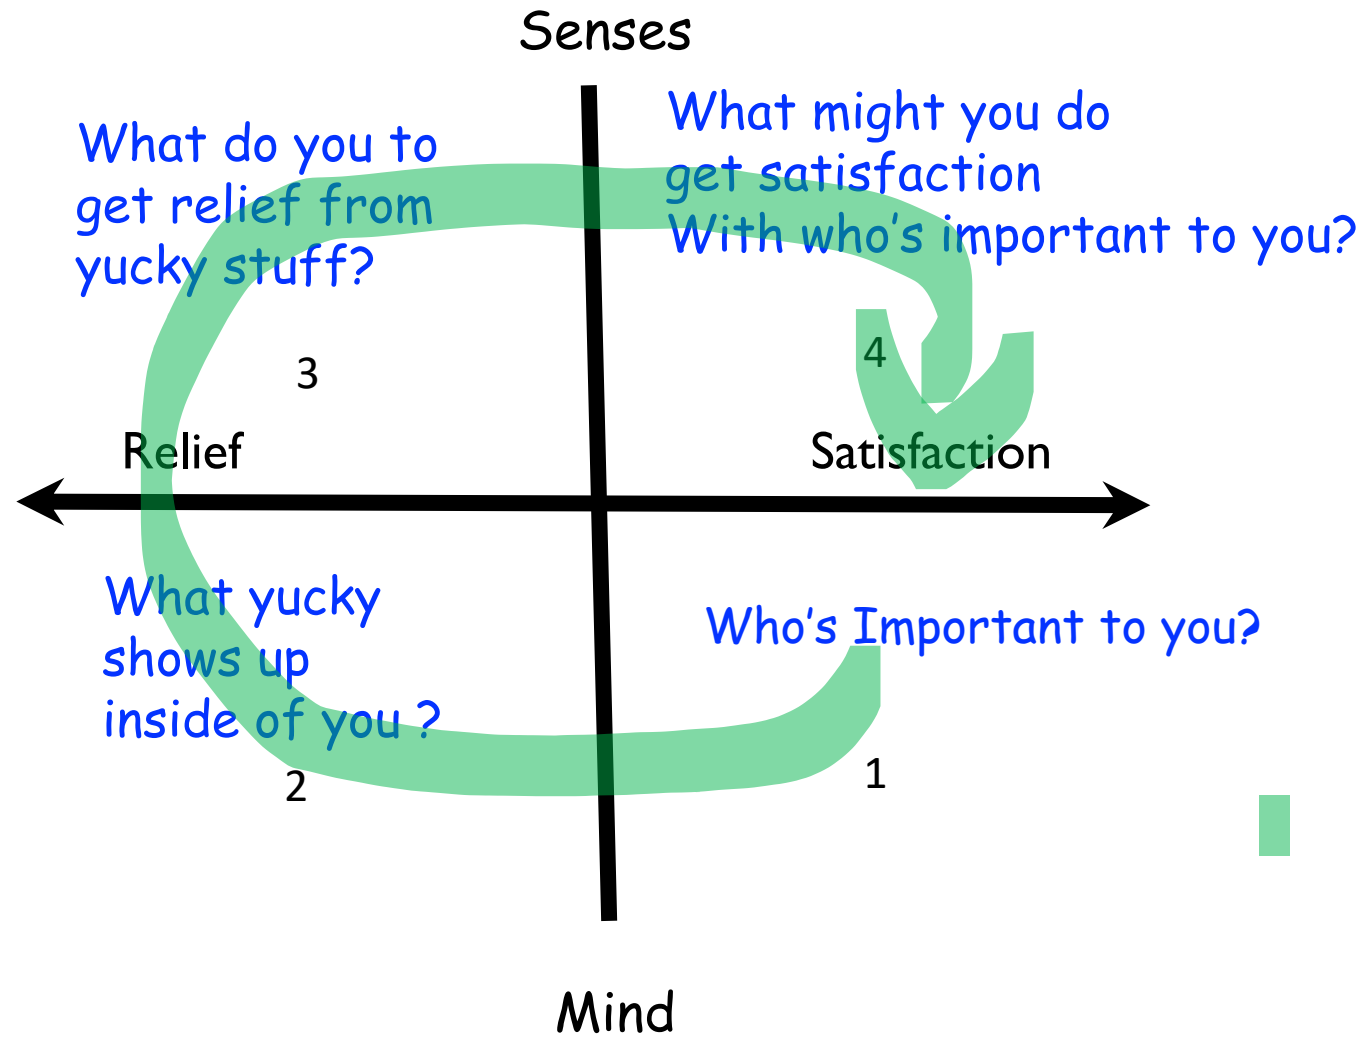 Senses
What do you to
get relief from
yucky stuff?
What might you do
get satisfaction
With who's important to you?
3
4
Relief
Satisfaction
What yucky
shows up
inside of you ?
Who's Important to you?
2
1
Mind